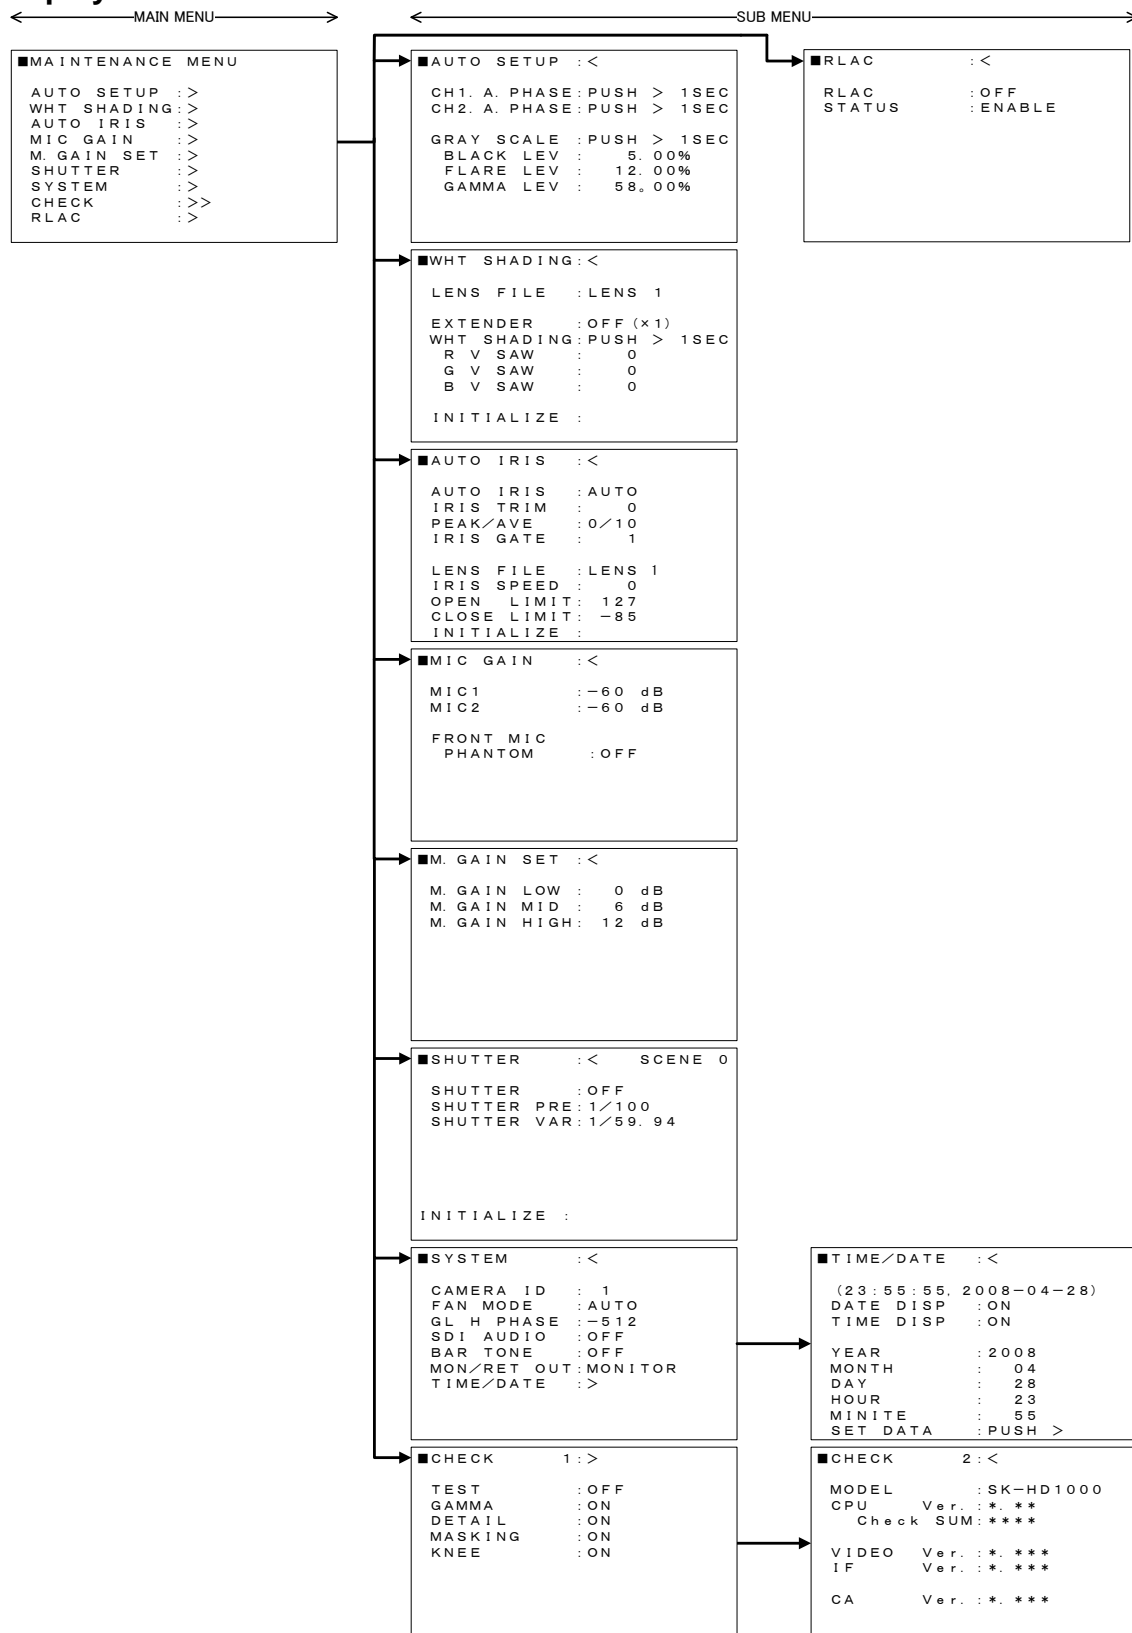 MAIN MENU
SUB MENU
■MAINTENANCE MENU
AUTO SETUP :>
WHT SHADING:>
AUTO IRIS :>
MIC GAIN :>
M. GAIN SET :>
SHUTTER :>
SYSTEM :>
CHECK :>>
RLAC :>
■AUTO SETUP :<
CH1. A. PHASE:PUSH > 1SEC
CH2. A. PHASE:PUSH > 1SEC
GRAY SCALE :PUSH > 1SEC
BLACK LEV : 5. 00%
FLARE LEV : 12. 00%
GAMMA LEV : 58。00%
■RLAC :<
RLAC :OFF
STATUS :ENABLE
■WHT SHADING:<
LENS FILE :LENS 1
EXTENDER :OFF(×1)
WHT SHADING:PUSH > 1SEC
R V SAW : 0
G V SAW : 0
B V SAW : 0
INITIALIZE :
■AUTO IRIS :<
AUTO IRIS :AUTO
IRIS TRIM : 0
PEAK/AVE :0/10
IRIS GATE : 1
LENS FILE :LENS 1
IRIS SPEED : 0
OPEN LIMIT: 127
CLOSE LIMIT: −85
INITIALIZE :
■MIC GAIN :<
MIC1 :−60 dB
MIC2 :−60 dB
FRONT MIC
PHANTOM :OFF
■M. GAIN SET :<
M. GAIN LOW : 0 dB
M. GAIN MID : 6 dB
M. GAIN HIGH: 12 dB
■SHUTTER :< SCENE 0
SHUTTER :OFF
SHUTTER PRE:1/100
SHUTTER VAR:1/59. 94
INITIALIZE :
■SYSTEM :<
CAMERA ID : 1
FAN MODE :AUTO
GL H PHASE :−512
SDI AUDIO :OFF
BAR TONE :OFF
MON/RET OUT:MONITOR
TIME/DATE :>
■TIME/DATE :<
(23:55:55, 2008−04−28)
DATE DISP :ON
TIME DISP :ON
YEAR :2008
MONTH : 04
DAY : 28
HOUR : 23
MINITE : 55
SET DATA :PUSH >
■CHECK 1:>
TEST :OFF
GAMMA :ON
DETAIL :ON
MASKING :ON
KNEE :ON
■CHECK 2:<
MODEL :SK−HD1000
CPU Ver. :*. **
Check SUM:****
VIDEO Ver. :*. ***
IF Ver. :*. ***
CA Ver. :*. ***